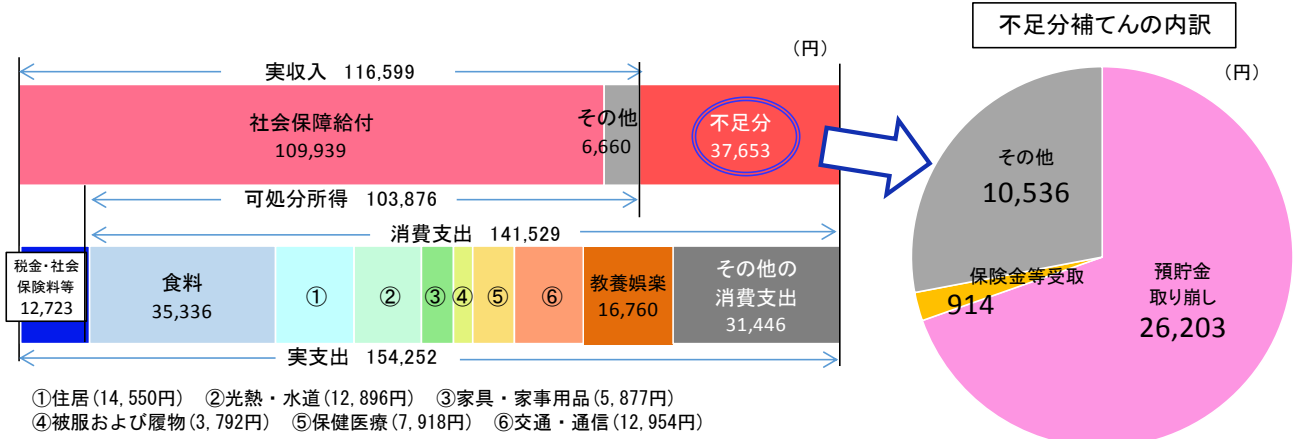 不足分補てんの内訳
(円)
実収入 116,599
社会保障給付
109,939
その他
6,660
不足分
37,653
可処分所得 103,876
消費支出 141,529
税金・社会
保険料等
12,723
食料
35,336
①
②
③
④
⑤
⑥
教養娯楽
16,760
その他の
消費支出
31,446
実支出 154,252
①住居(14,550円) ②光熱・水道(12,896円) ③家具・家事用品(5,877円)
④被服および履物(3,792円) ⑤保健医療(7,918円) ⑥交通・通信(12,954円)
(円)
その他
10,536
保険金等受取
914
預貯金
取り崩し
26,203